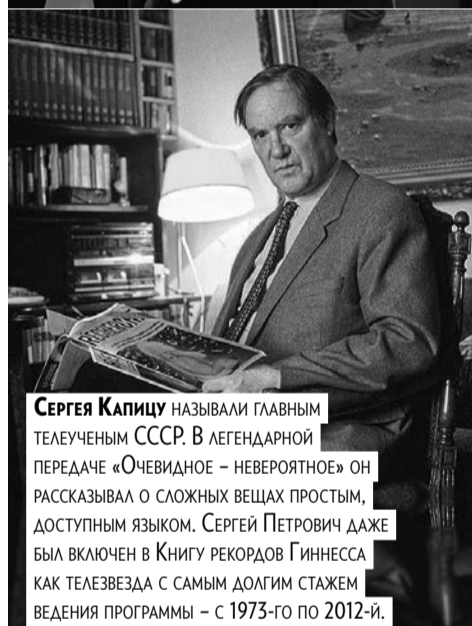 Сергея Капицу называли главным
телеученым СССР. В легендарной
передаче «Очевидное – невероятное» он
рассказывал о сложных вещах простым,
доступным языком. Сергей Петрович даже
был включен в Книгу рекордов Гиннесса
как телезвезда с самым долгим стажем
ведения программы – с 1973-го по 2012-й.